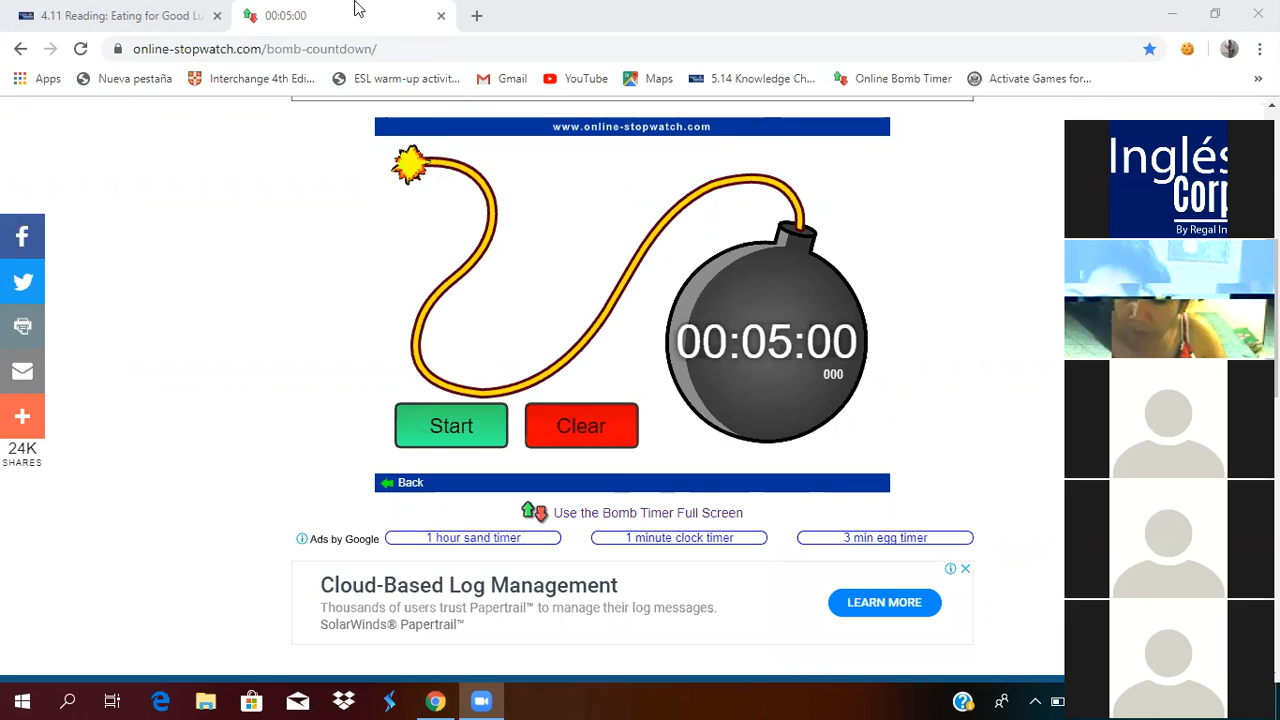 4.11 Reading: Eating for Good Lu
00:05:00
online-stopwatch.com/bomb-countdown/
Apps
Nueva pestaña
Interchange 4th Edi...
ESL warm-up activit...
Gmail
YouTube
Maps
5.14 Knowledge Ch...
Online Bomb Timer
Activate Games for...
»
www.online-stopwatch.com
00:05:00
000
Start
Clear
Back
Use the Bomb Timer Full Screen
Ads by Google
1 hour sand timer
1 minute clock timer
3 min egg timer
Cloud-Based Log Management
Thousands of users trust Papertrail™ to manage their log messages.
SolarWinds® Papertrail™
LEARN MORE
24K
SHARES
Inglés
Corp
By Regal In